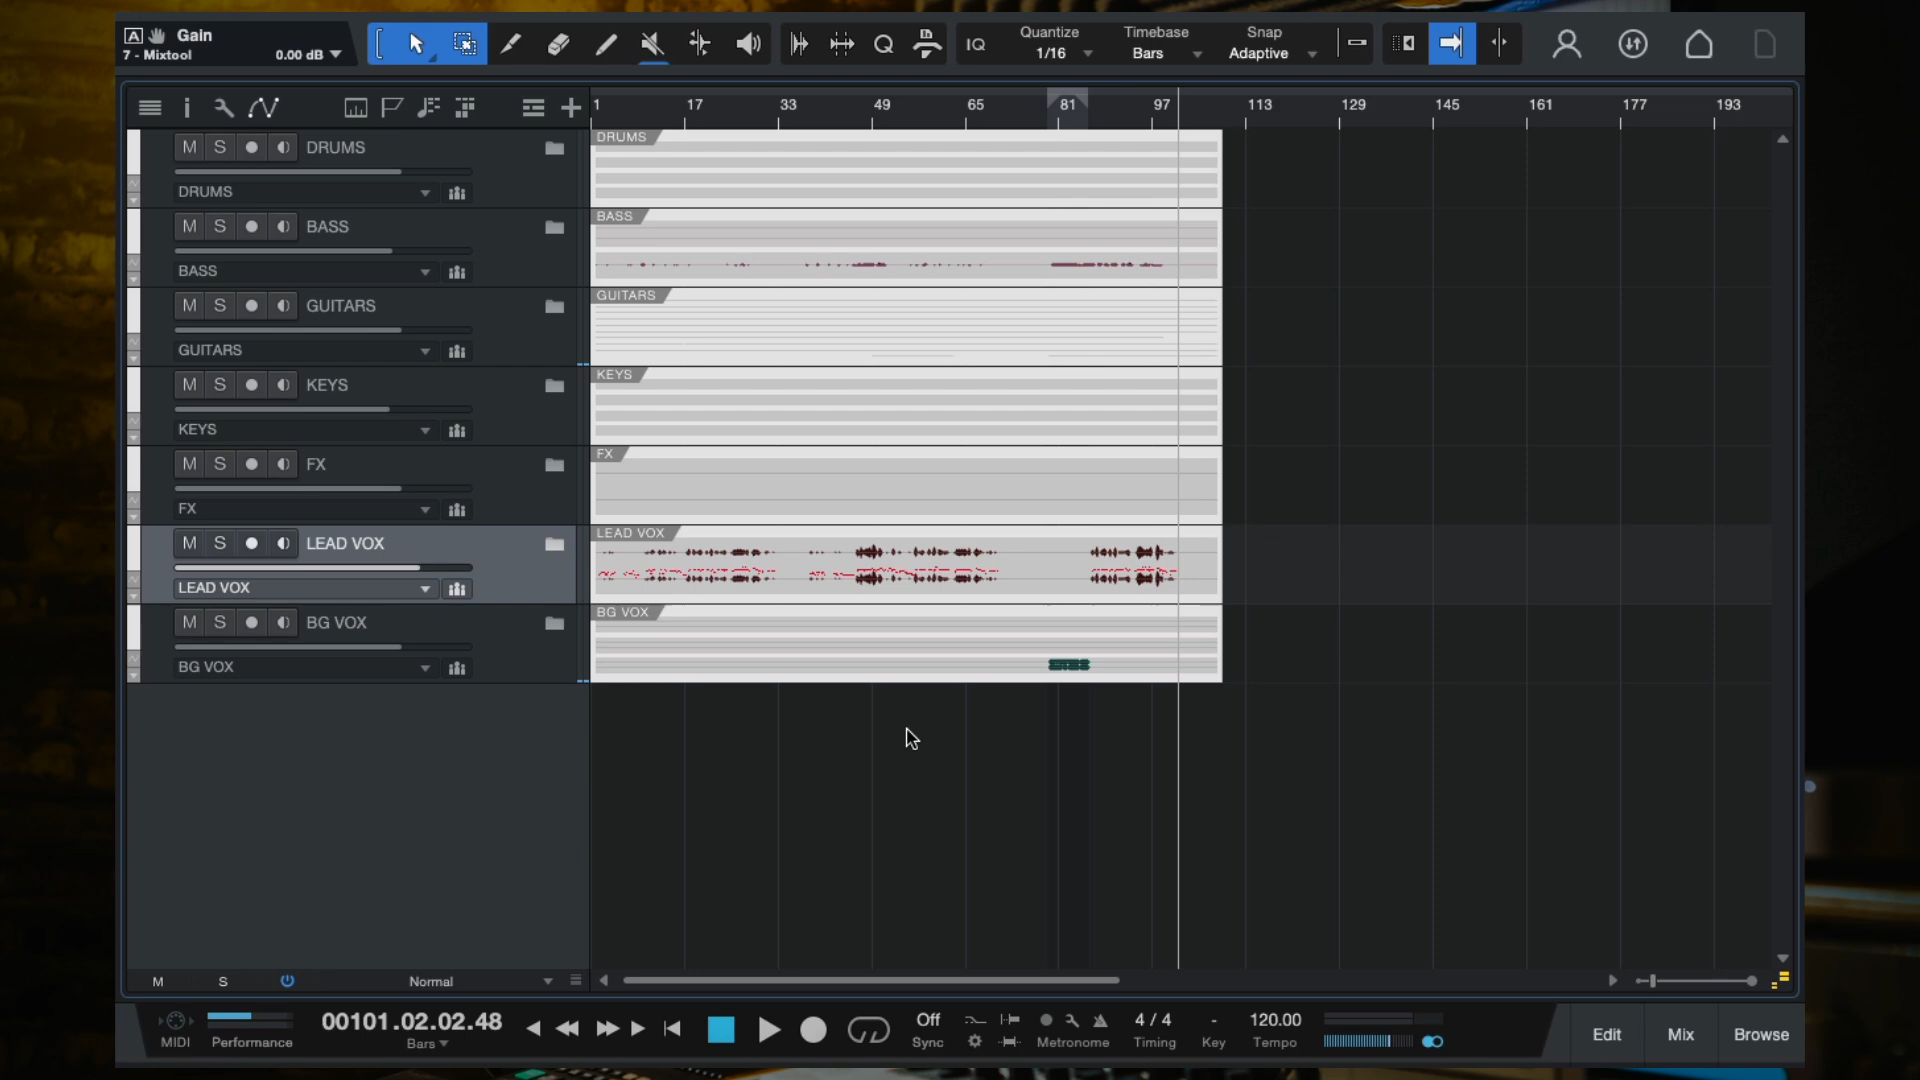 A Gain
7 - Mixtool 0.00 dB
IQ
Quantize
1/16
Timebase
Bars
Snap
Adaptive
1 17 33 49 65 81 97 113 129 145 161 177 193
M S DRUMS
DRUMS
DRUMS
M S BASS
BASS
BASS
M S GUITARS
GUITARS
GUITARS
M S KEYS
KEYS
KEYS
M S FX
FX
FX
M S LEAD VOX
LEAD VOX
LEAD VOX
M S BG VOX
BG VOX
BG VOX
M S Normal
MIDI
Performance
00101.02.02.48
Bars
Off
Sync
Metronome
4 / 4
Timing
-
Key
120.00
Tempo
Edit
Mix
Browse